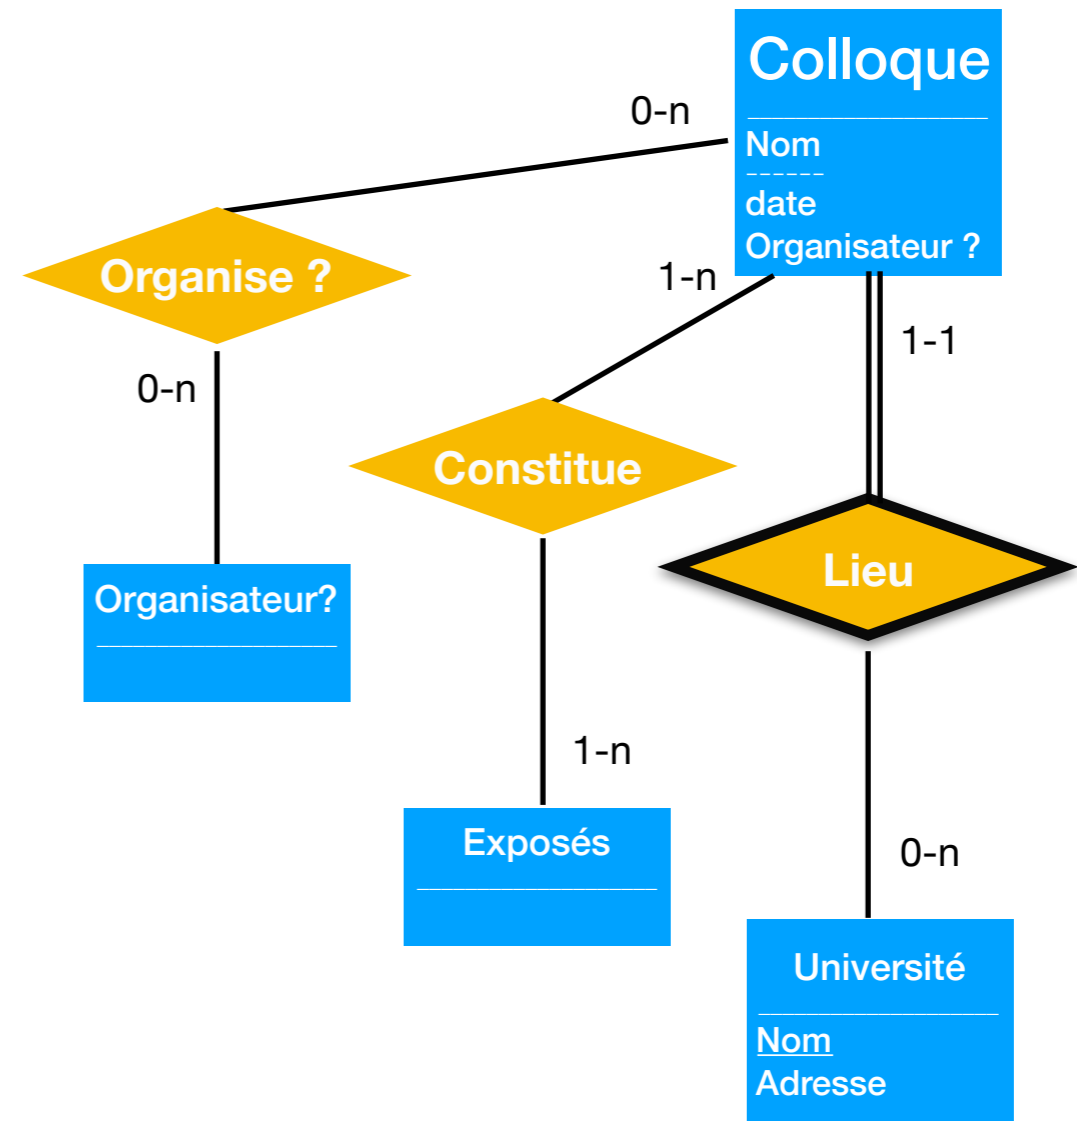 Colloque
Nom
date
Organisateur ?
0-n
Organise ?
1-n
1-1
0-n
Constitue
Lieu
Organisateur?
1-n
Exposés
0-n
Université
Nom
Adresse